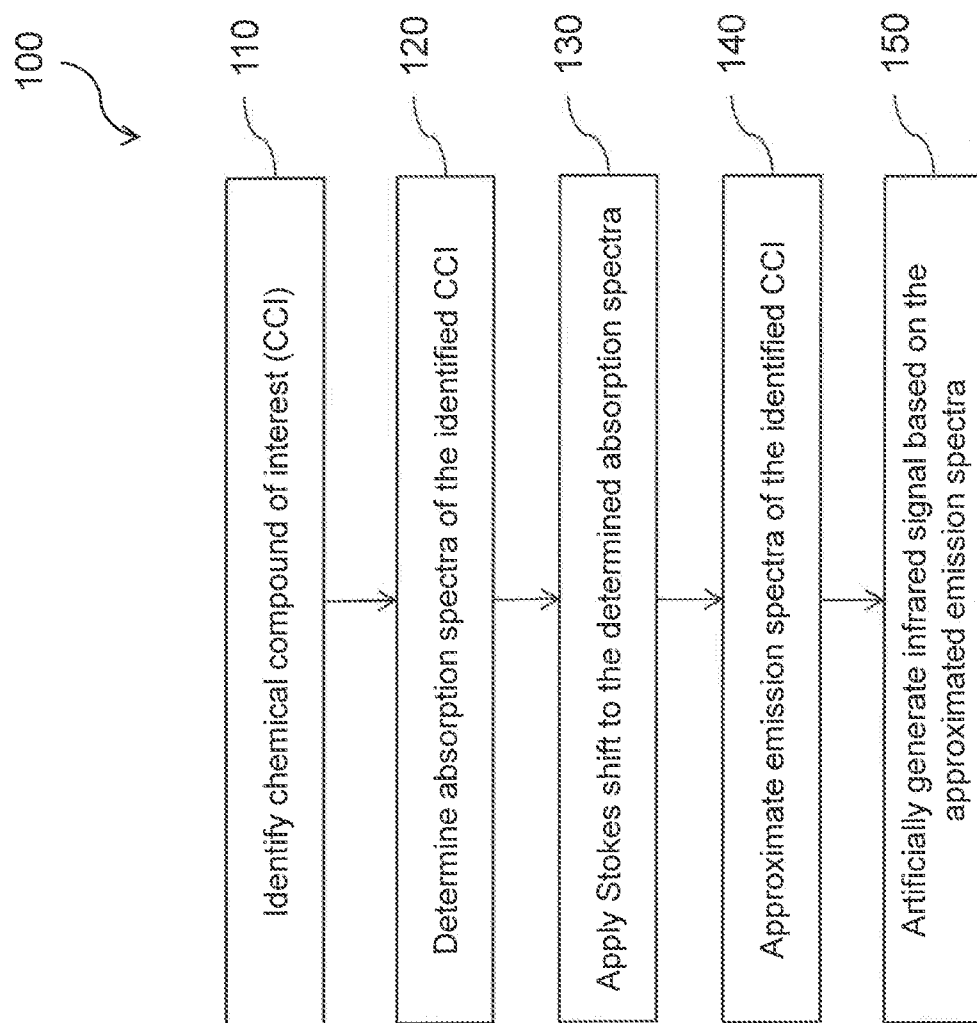 100
Identify chemical compound of interest (CCI)
110
Determine absorption spectra of the identified CCI
120
Apply Stokes shift to the determined absorption spectra
130
Approximate emission spectra of the identified CCI
140
Artificially generate infrared signal based on the
approximated emission spectra
150